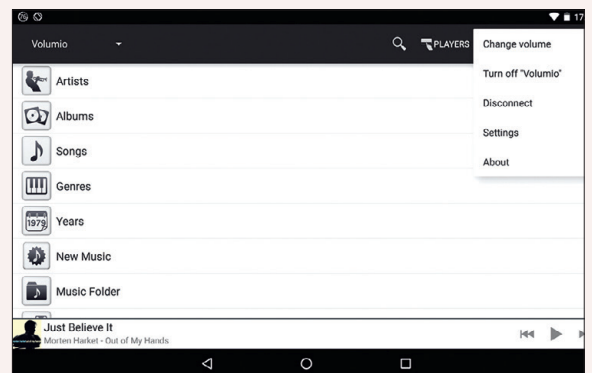 17
Volumio
PLAYERS
Change volume
Turn off "Volumio"
Disconnect
Settings
About
Artists
Albums
Songs
Genres
1979
Years
New Music
Music Folder
Just Believe It
Morten Harket - Out of My Hands